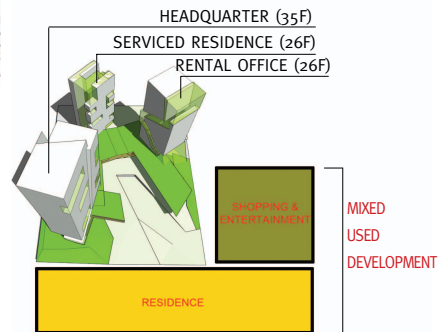 HEADQUARTER (35F)
SERVICED RESIDENCE (26F)
RENTAL OFFICE (26F)
SHOPPING &
ENTERTAINMENT
MIXED
USED
DEVELOPMENT
RESIDENCE